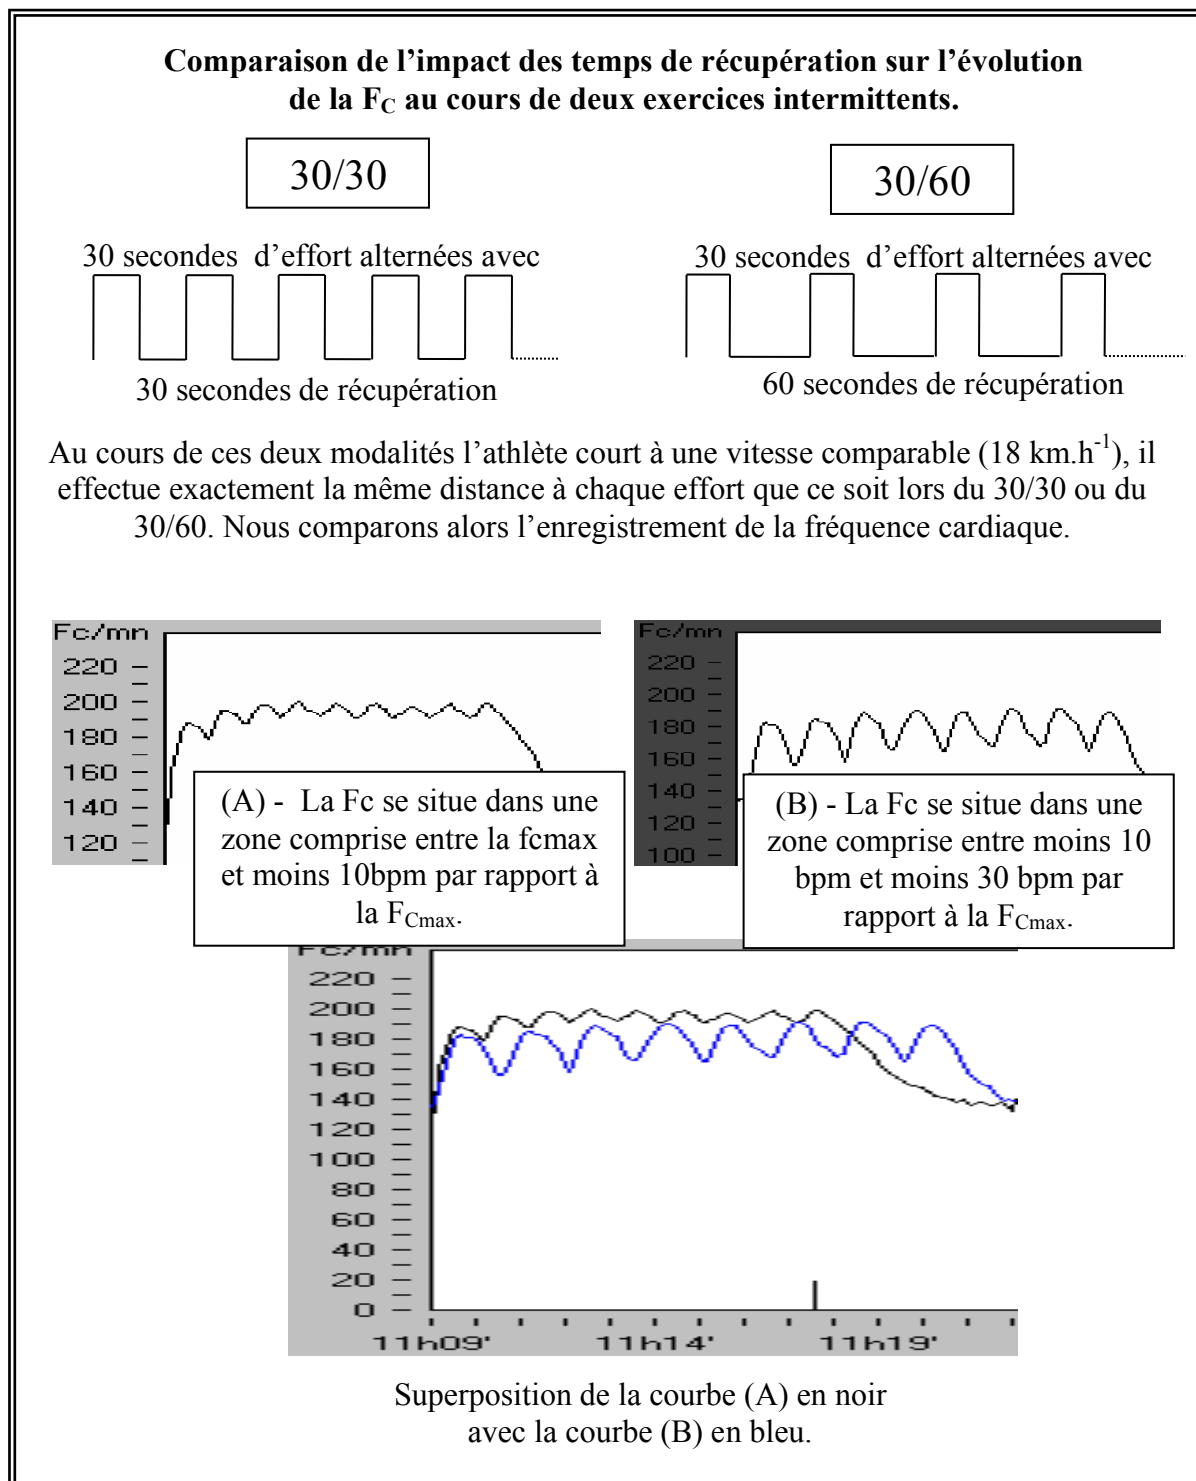 Comparaison de l’impact des temps de récupération sur l’évolution
de la FC au cours de deux exercices intermittents.
30/30
30/60
30 secondes d’effort alternées avec
30 secondes de récupération
30 secondes d’effort alternées avec
60 secondes de récupération
Au cours de ces deux modalités l’athlète court à une vitesse comparable (18 km.h-1), il
effectue exactement la même distance à chaque effort que ce soit lors du 30/30 ou du
30/60. Nous comparons alors l’enregistrement de la fréquence cardiaque.
Fc/mn
220
200
180
160
140
120
(A) - La Fc se situe dans une
zone comprise entre la fcmax
et moins 10bpm par rapport à
la FCmax.
Fc/mn
220
200
180
160
140
120
100
(B) - La Fc se situe dans une
zone comprise entre moins 10
bpm et moins 30 bpm par
rapport à la FCmax.
Fc/mn
220
200
180
160
140
120
100
80
60
40
20
0
11h09' 11h14' 11h19'
Superposition de la courbe (A) en noir
avec la courbe (B) en bleu.